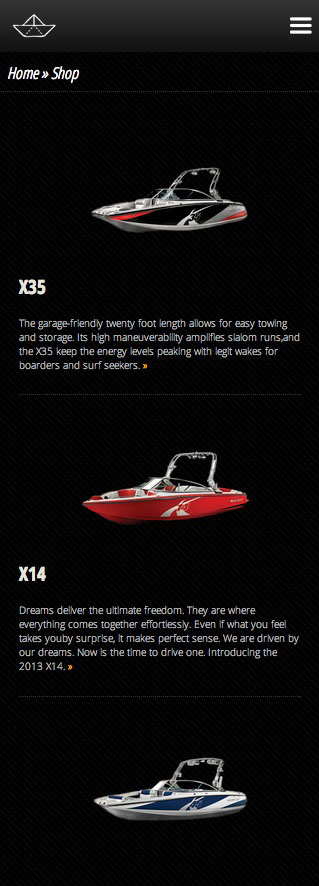 Home » Shop
X35
The garage-friendly twenty foot length allows for easy towing
and storage. Its high maneuverability amplifies slalom runs,and
the X35 keep the energy levels peaking with legit wakes for
boarders and surf seekers. »
X14
Dreams deliver the ultimate freedom. They are where
everything comes together effortlessly. Even if what you feel
takes youby surprise, it makes perfect sense. We are driven by
our dreams. Now is the time to drive one. Introducing the
2013 X14. »